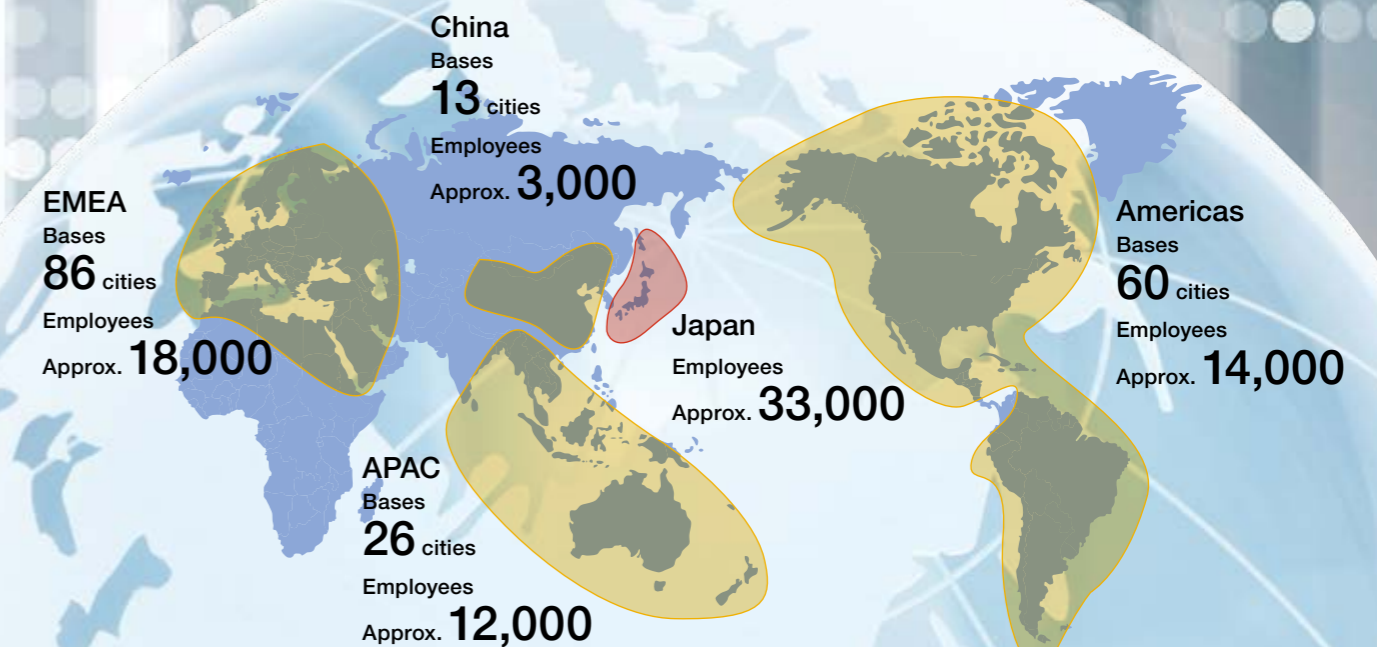 China
Bases
13 cities
Employees
Approx. 3,000
EMEA
Bases
86 cities
Employees
Approx. 18,000
Americas
Bases
60 cities
Employees
Approx. 14,000
Japan
Employees
Approx. 33,000
APAC
Bases
26 cities
Employees
Approx. 12,000